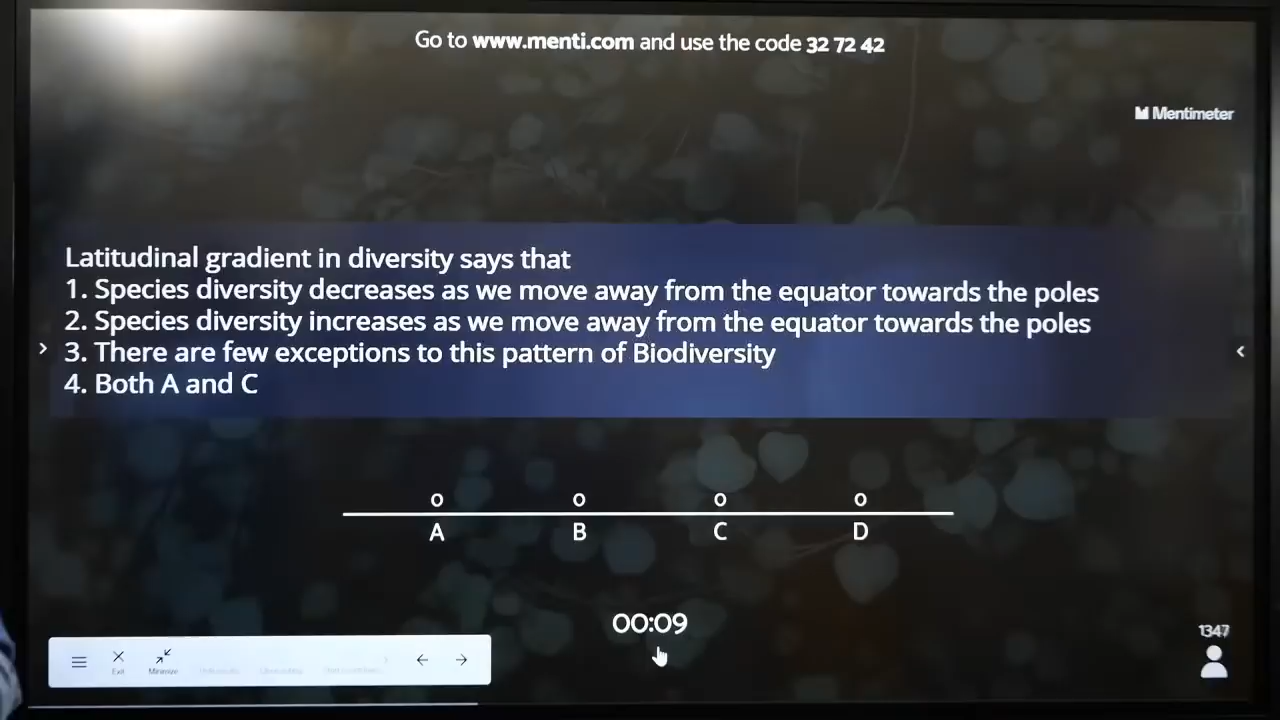 Go to www.menti.com and use the code 32 72 42
Mentimeter
Latitudinal gradient in diversity says that
1. Species diversity decreases as we move away from the equator towards the poles
2. Species diversity increases as we move away from the equator towards the poles
3. There are few exceptions to this pattern of Biodiversity
4. Both A and C
0 0 0 0
A B C D
00:09
1347
Exit Minimize